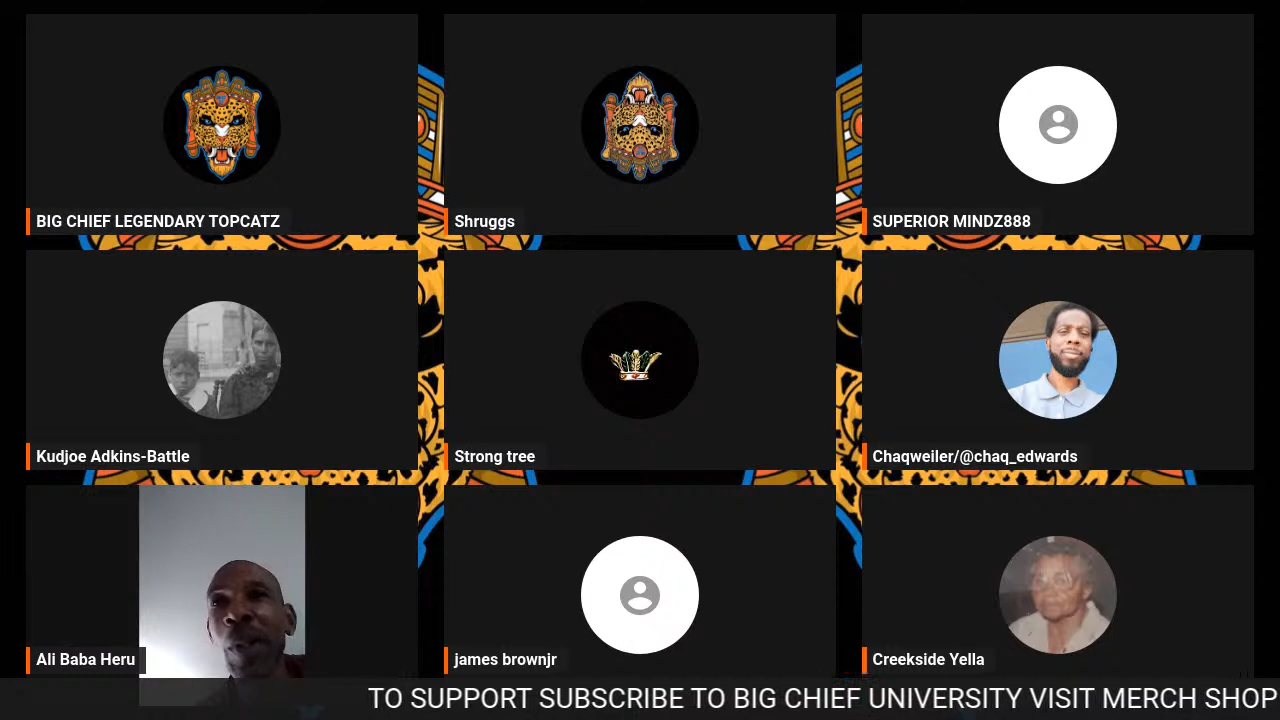 BIG CHIEF LEGENDARY TOPCATZ
Shruggs
SUPERIOR MINDZ888
Kudjoe Adkins-Battle
Strong tree
Chaqweiler/@chaq_edwards
Ali Baba Heru
james brownjr
Creekside Yella
TO SUPPORT SUBSCRIBE TO BIG CHIEF UNIVERSITY VISIT MERCH SHOP